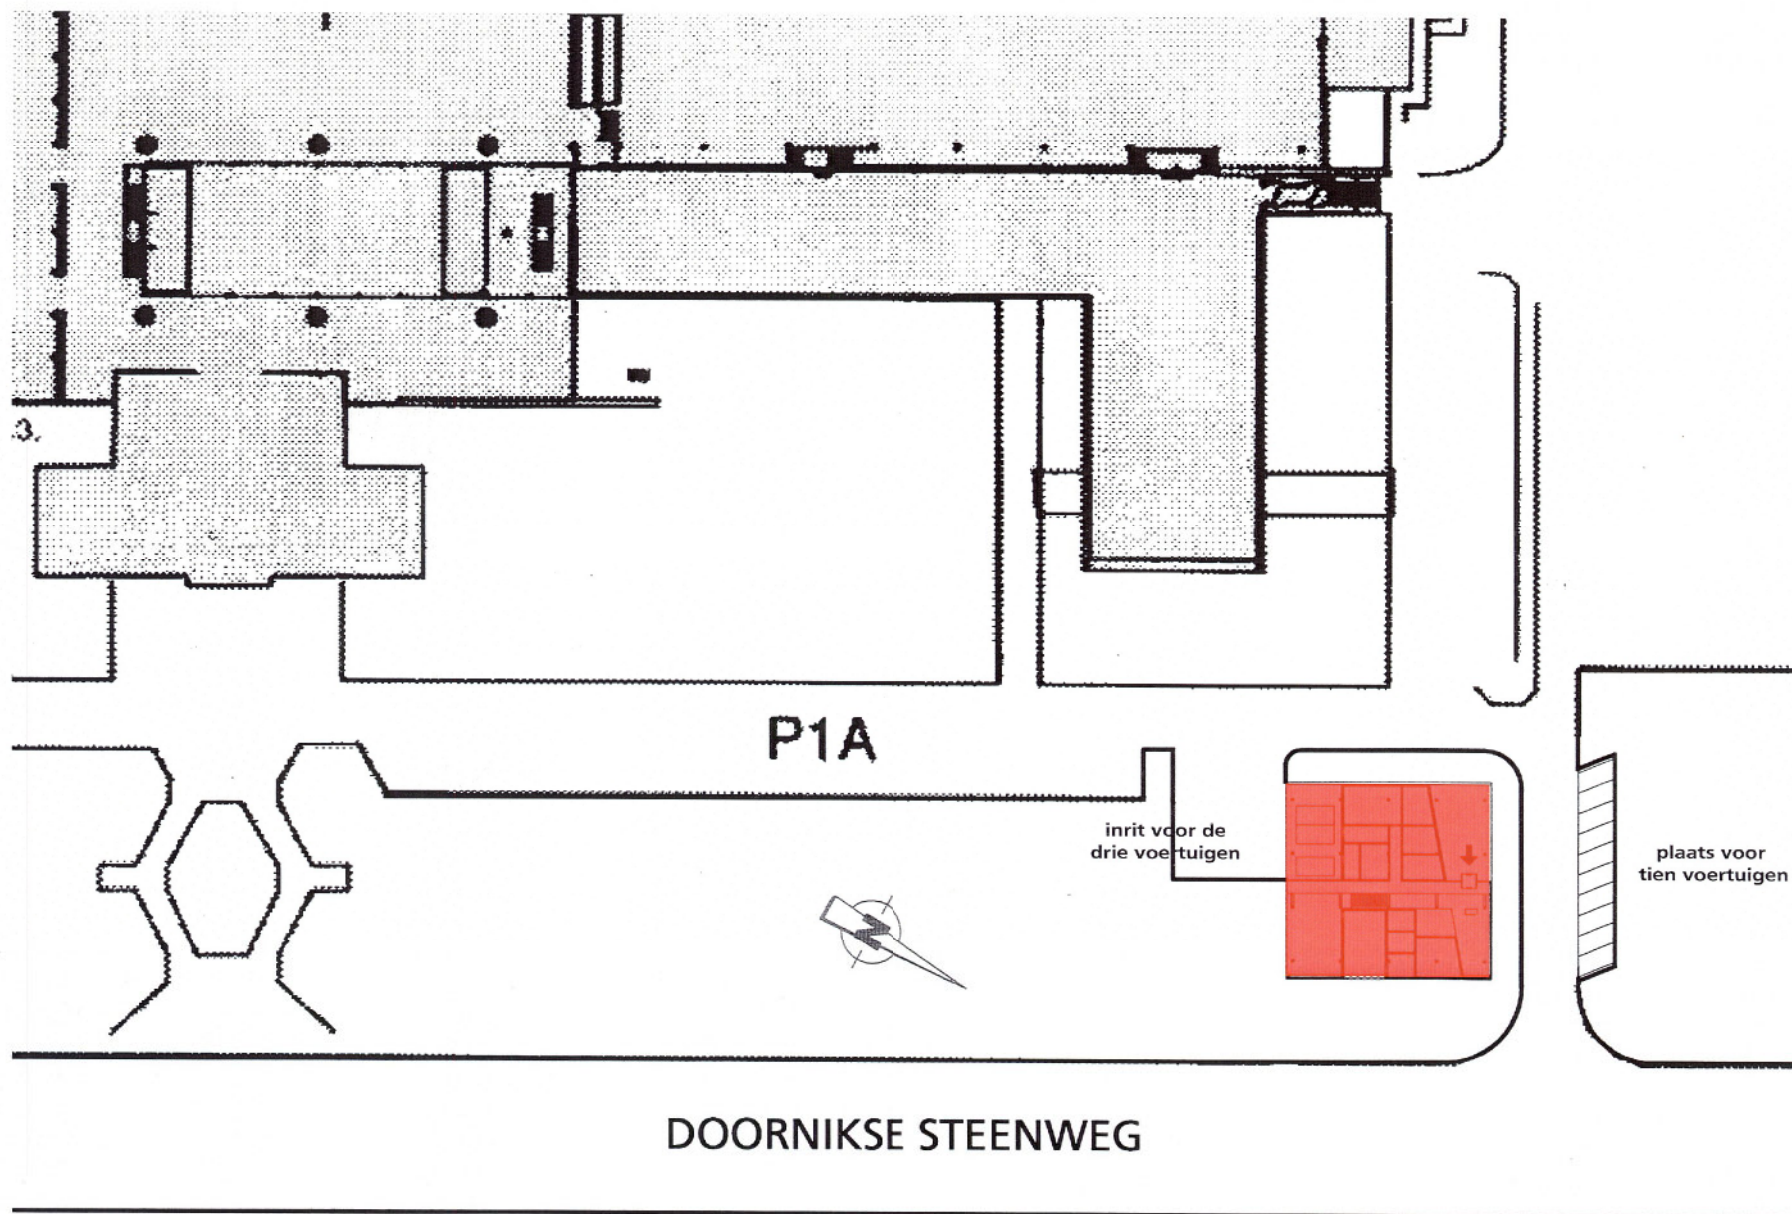 3.
P1A
inrit voor de
drie voertuigen
plaats voor
tien voertuigen
N
DOORNIKSE STEENWEG